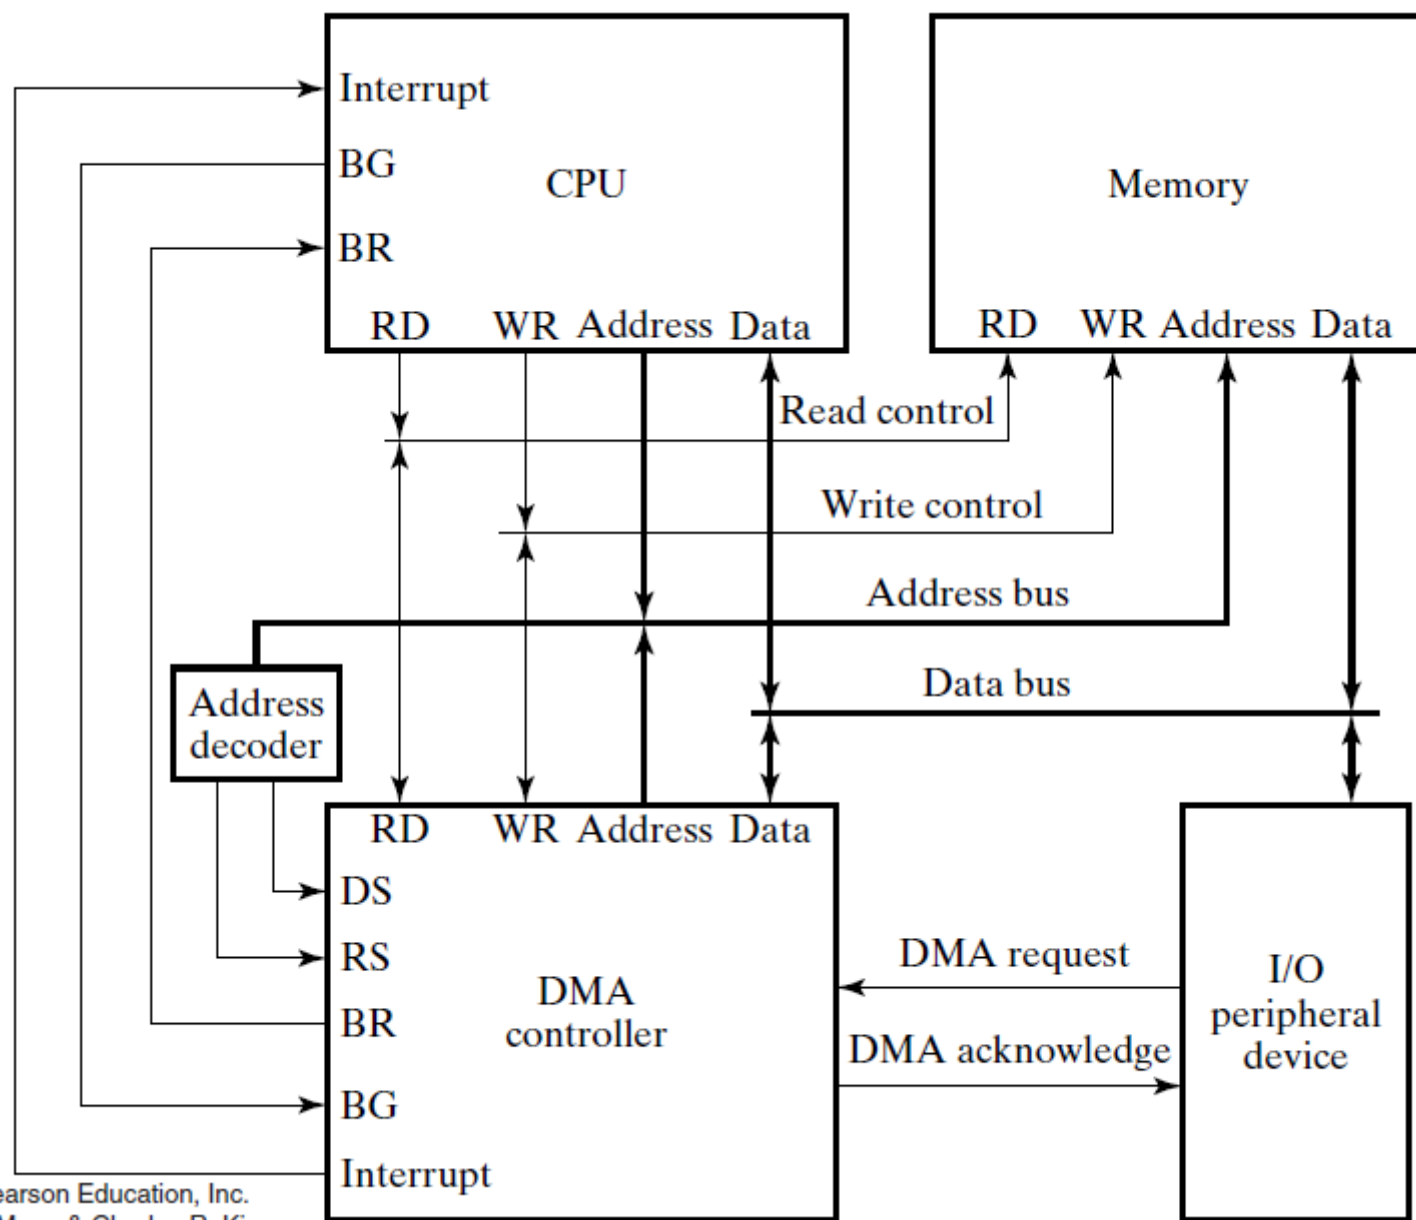 Interrupt
BG
CPU
Memory
BR
RD WR Address Data
RD WR Address Data
Read control
Write control
Address bus
Data bus
Address
decoder
RD WR Address Data
DS
RS
BR
BG
Interrupt
DMA
controller
DMA request
DMA acknowledge
I/O
peripheral
device
earson Education, Inc.